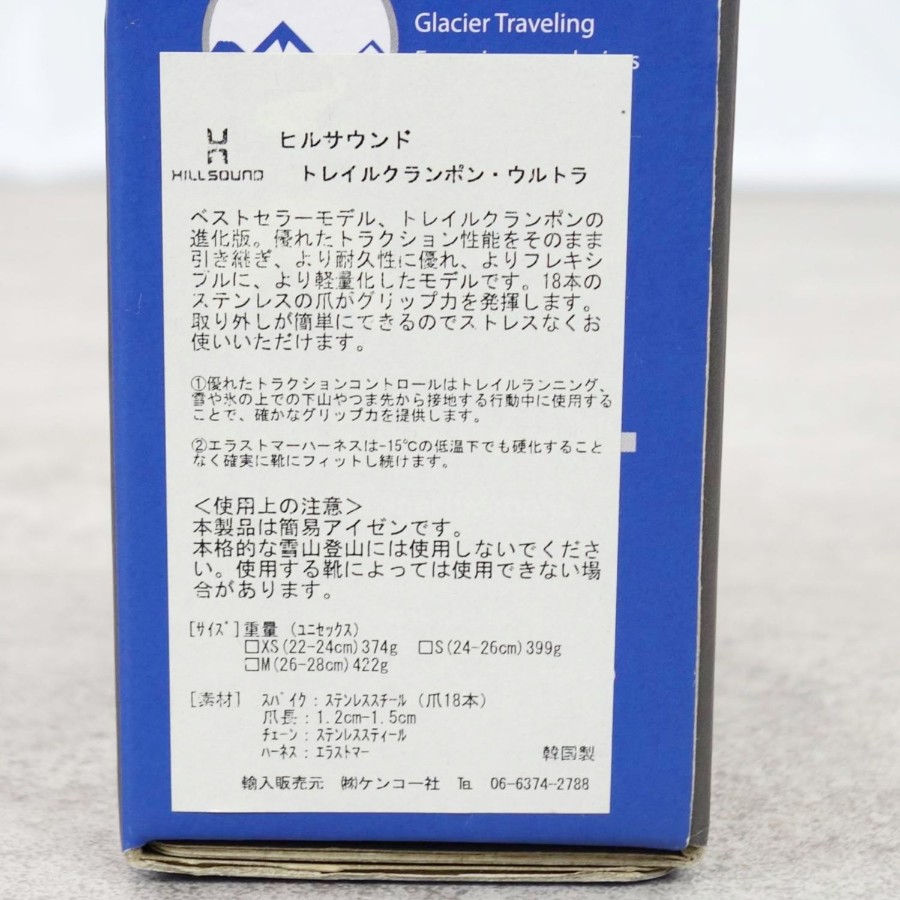 Glacier Traveling
HILLSOUND
ヒルサウンド
トレイルクランポン・ウルトラ
ベストセラーモデル、トレイルクランポンの
進化版。優れたトラクション性能をそのまま
引き継ぎ、より耐久性に優れ、よりフレキシ
ブルに、より軽量化したモデルです。18本の
ステンレスの爪がグリップ力を発揮します。
取り外しが簡単にできるのでストレスなくお
使いいただけます。
①優れたトラクションコントロールはトレイルランニング、
雪や氷の上での下山やつま先から接地する行動中に使用する
ことで、確かなグリップ力を提供します。
②エラストマーハーネスは-15℃の低温下でも硬化すること
なく確実に靴にフィットし続けます。
＜使用上の注意＞
本製品は簡易アイゼンです。
本格的な雪山登山には使用しないでくださ
い。使用する靴によっては使用できない場
合があります。
[ｻｲｽﾞ]重量 (ﾕﾆｾｯｸｽ)
□XS(22-24cm)374g □S(24-26cm)399g
□M(26-28cm)422g
[素材] ｽﾊﾟｲｸ：ｽﾃﾝﾚｽｽﾁｰﾙ (爪18本)
爪長：1.2cm-1.5cm
ﾁｪｰﾝ：ｽﾃﾝﾚｽｽﾃｨｰﾙ
ﾊｰﾈｽ：ｴﾗｽﾄﾏｰ
韓国製
輸入販売元 ㈱ケンコー社 ℡ 06-6374-2788